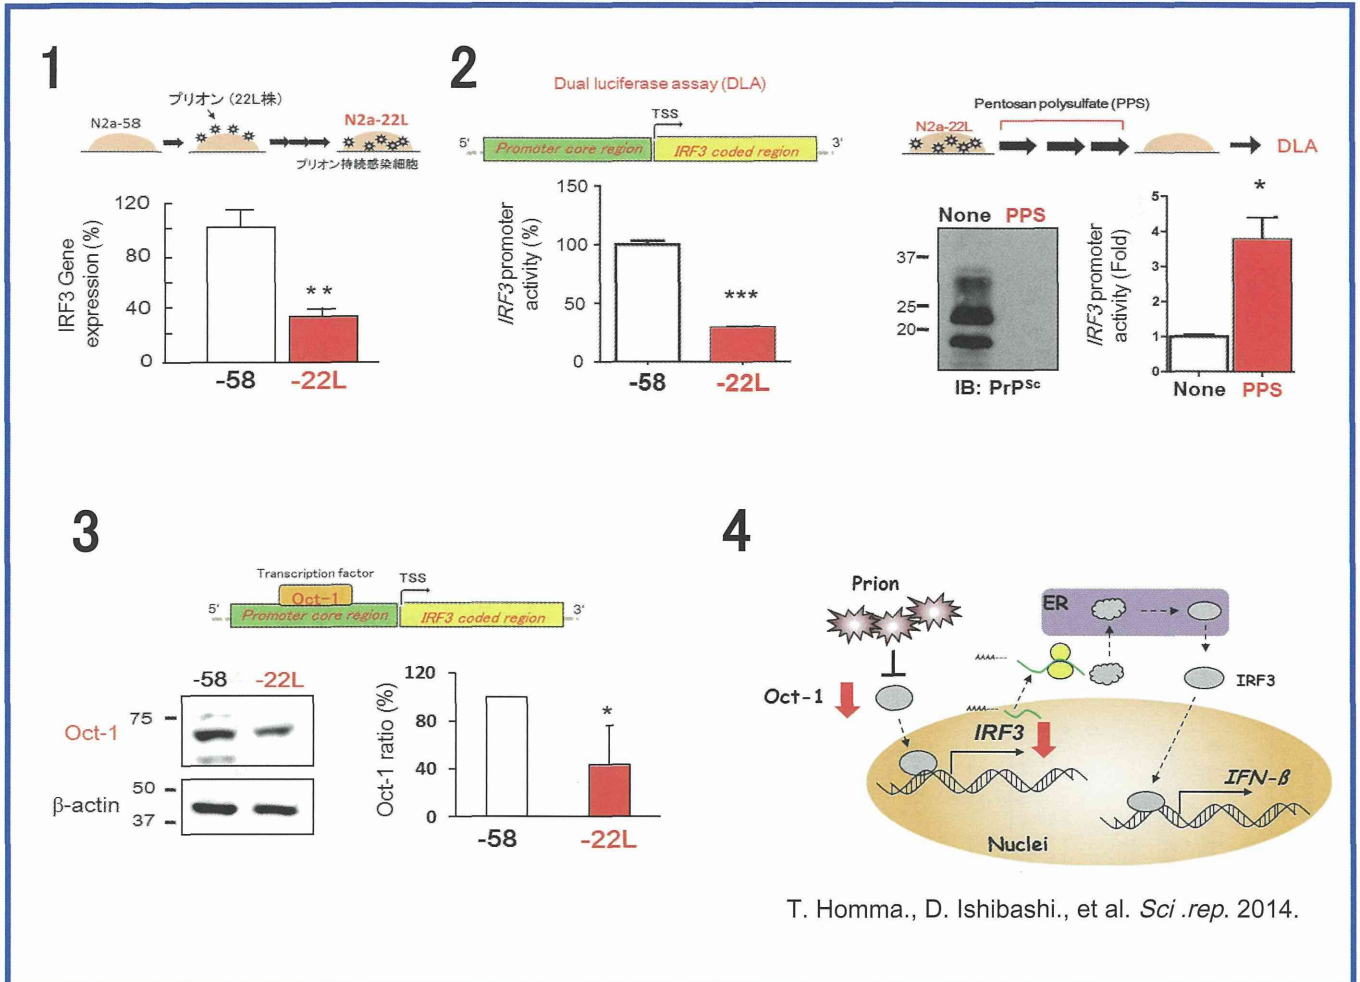 1
プリオン (22L株)
N2a-58
N2a-22L
プリオン持続感染細胞
IRF3 Gene
expression (%)
120
80
40
0
**
-58
-22L
2
Dual luciferase assay (DLA)
TSS
5'
Promoter core region
IRF3 coded region
3'
IRF3 promoter
activity (%)
150
100
50
0
***
-58
-22L
Pentosan polysulfate (PPS)
N2a-22L
DLA
None
PPS
37
25
20
IB: PrPSc
IRF3 promoter
activity (Fold)
5
4
3
2
1
0
*
None
PPS
3
Transcription factor
Oct-1
TSS
5'
Promoter core region
IRF3 coded region
3'
-58
-22L
Oct-1
75
β-actin
50
37
Oct-1 ratio (%)
120
80
40
0
*
-58
-22L
4
Prion
ER
AAAA
IRF3
Oct-1
AAAA
IRF3
IFN-β
Nuclei
T. Homma., D. Ishibashi., et al. Sci .rep. 2014.